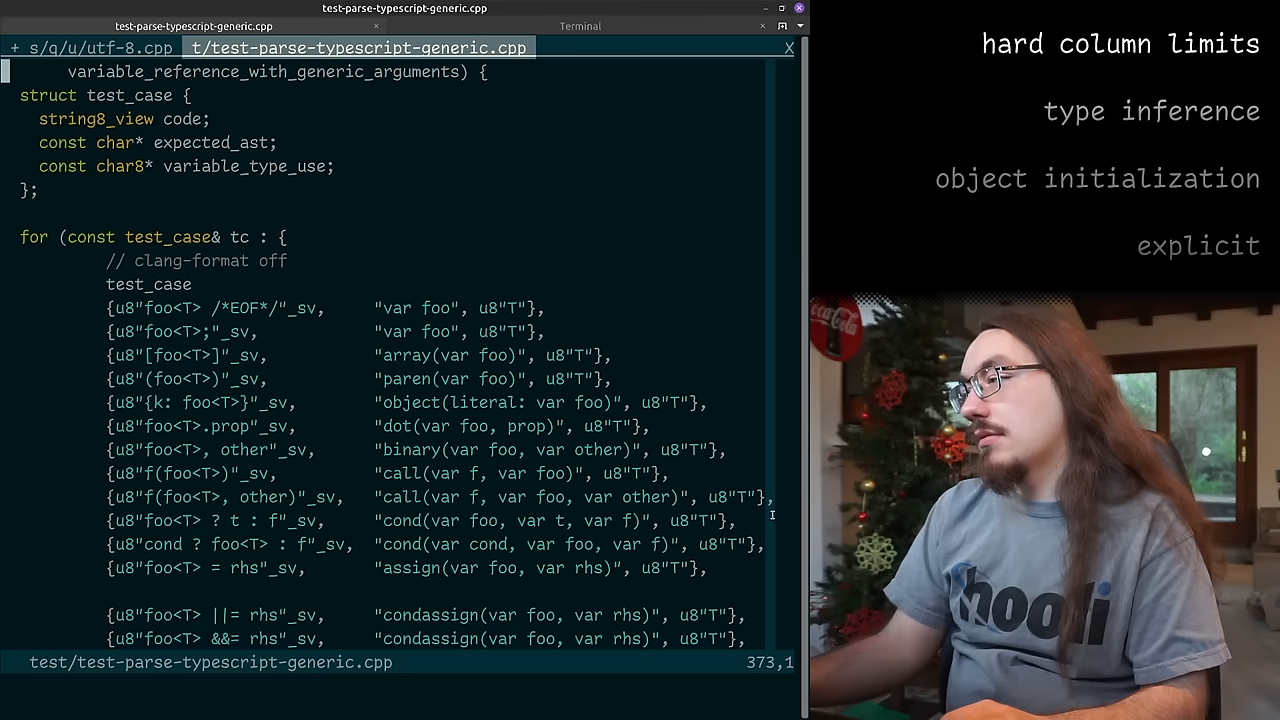 test-parse-typescript-generic.cpp
test-parse-typescript-generic.cpp × Terminal ×
+ s/q/u/utf-8.cpp t/test-parse-typescript-generic.cpp X
variable_reference_with_generic_arguments) {
struct test_case {
string8_view code;
const char* expected_ast;
const char8* variable_type_use;
};
for (const test_case& tc : {
// clang-format off
test_case
{u8"foo<T> /*EOF*/"_sv, "var foo", u8"T"},
{u8"foo<T>;"_sv, "var foo", u8"T"},
{u8"[foo<T>]"_sv, "array(var foo)", u8"T"},
{u8"(foo<T>)"_sv, "paren(var foo)", u8"T"},
{u8"{k: foo<T>}"_sv, "object(literal: var foo)", u8"T"},
{u8"foo<T>.prop"_sv, "dot(var foo, prop)", u8"T"},
{u8"foo<T>, other"_sv, "binary(var foo, var other)", u8"T"},
{u8"f(foo<T>)"_sv, "call(var f, var foo)", u8"T"},
{u8"f(foo<T>, other)"_sv, "call(var f, var foo, var other)", u8"T"},
{u8"foo<T> ? t : f"_sv, "cond(var foo, var t, var f)", u8"T"},
{u8"cond ? foo<T> : f"_sv, "cond(var cond, var foo, var f)", u8"T"},
{u8"foo<T> = rhs"_sv, "assign(var foo, var rhs)", u8"T"},
{u8"foo<T> ||= rhs"_sv, "condassign(var foo, var rhs)", u8"T"},
{u8"foo<T> &&= rhs"_sv, "condassign(var foo, var rhs)", u8"T"},
test/test-parse-typescript-generic.cpp 373,1
hard column limits
type inference
object initialization
explicit
Coca-Cola
hooli